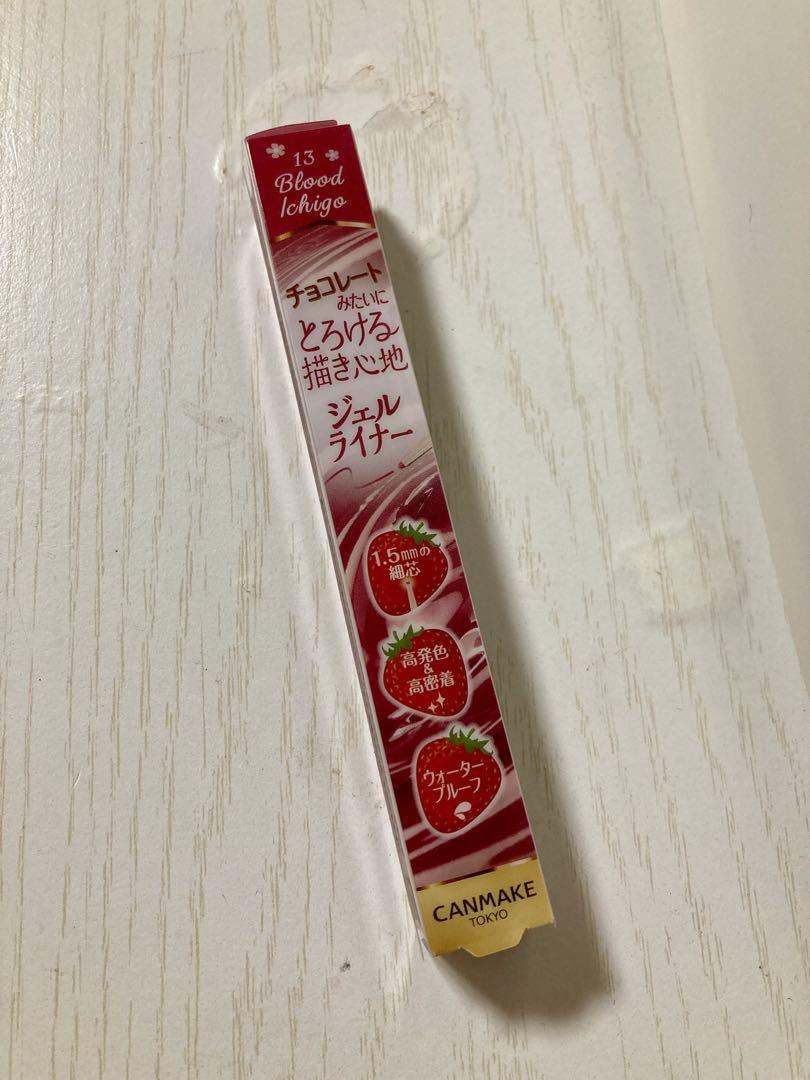 13
Blood
Ichigo
チョコレート
みたいに
とろける
描き心地
ジェル
ライナー
1.5mmの
細芯
高発色
&
高密着
ウォーター
プルーフ
CANMAKE
TOKYO